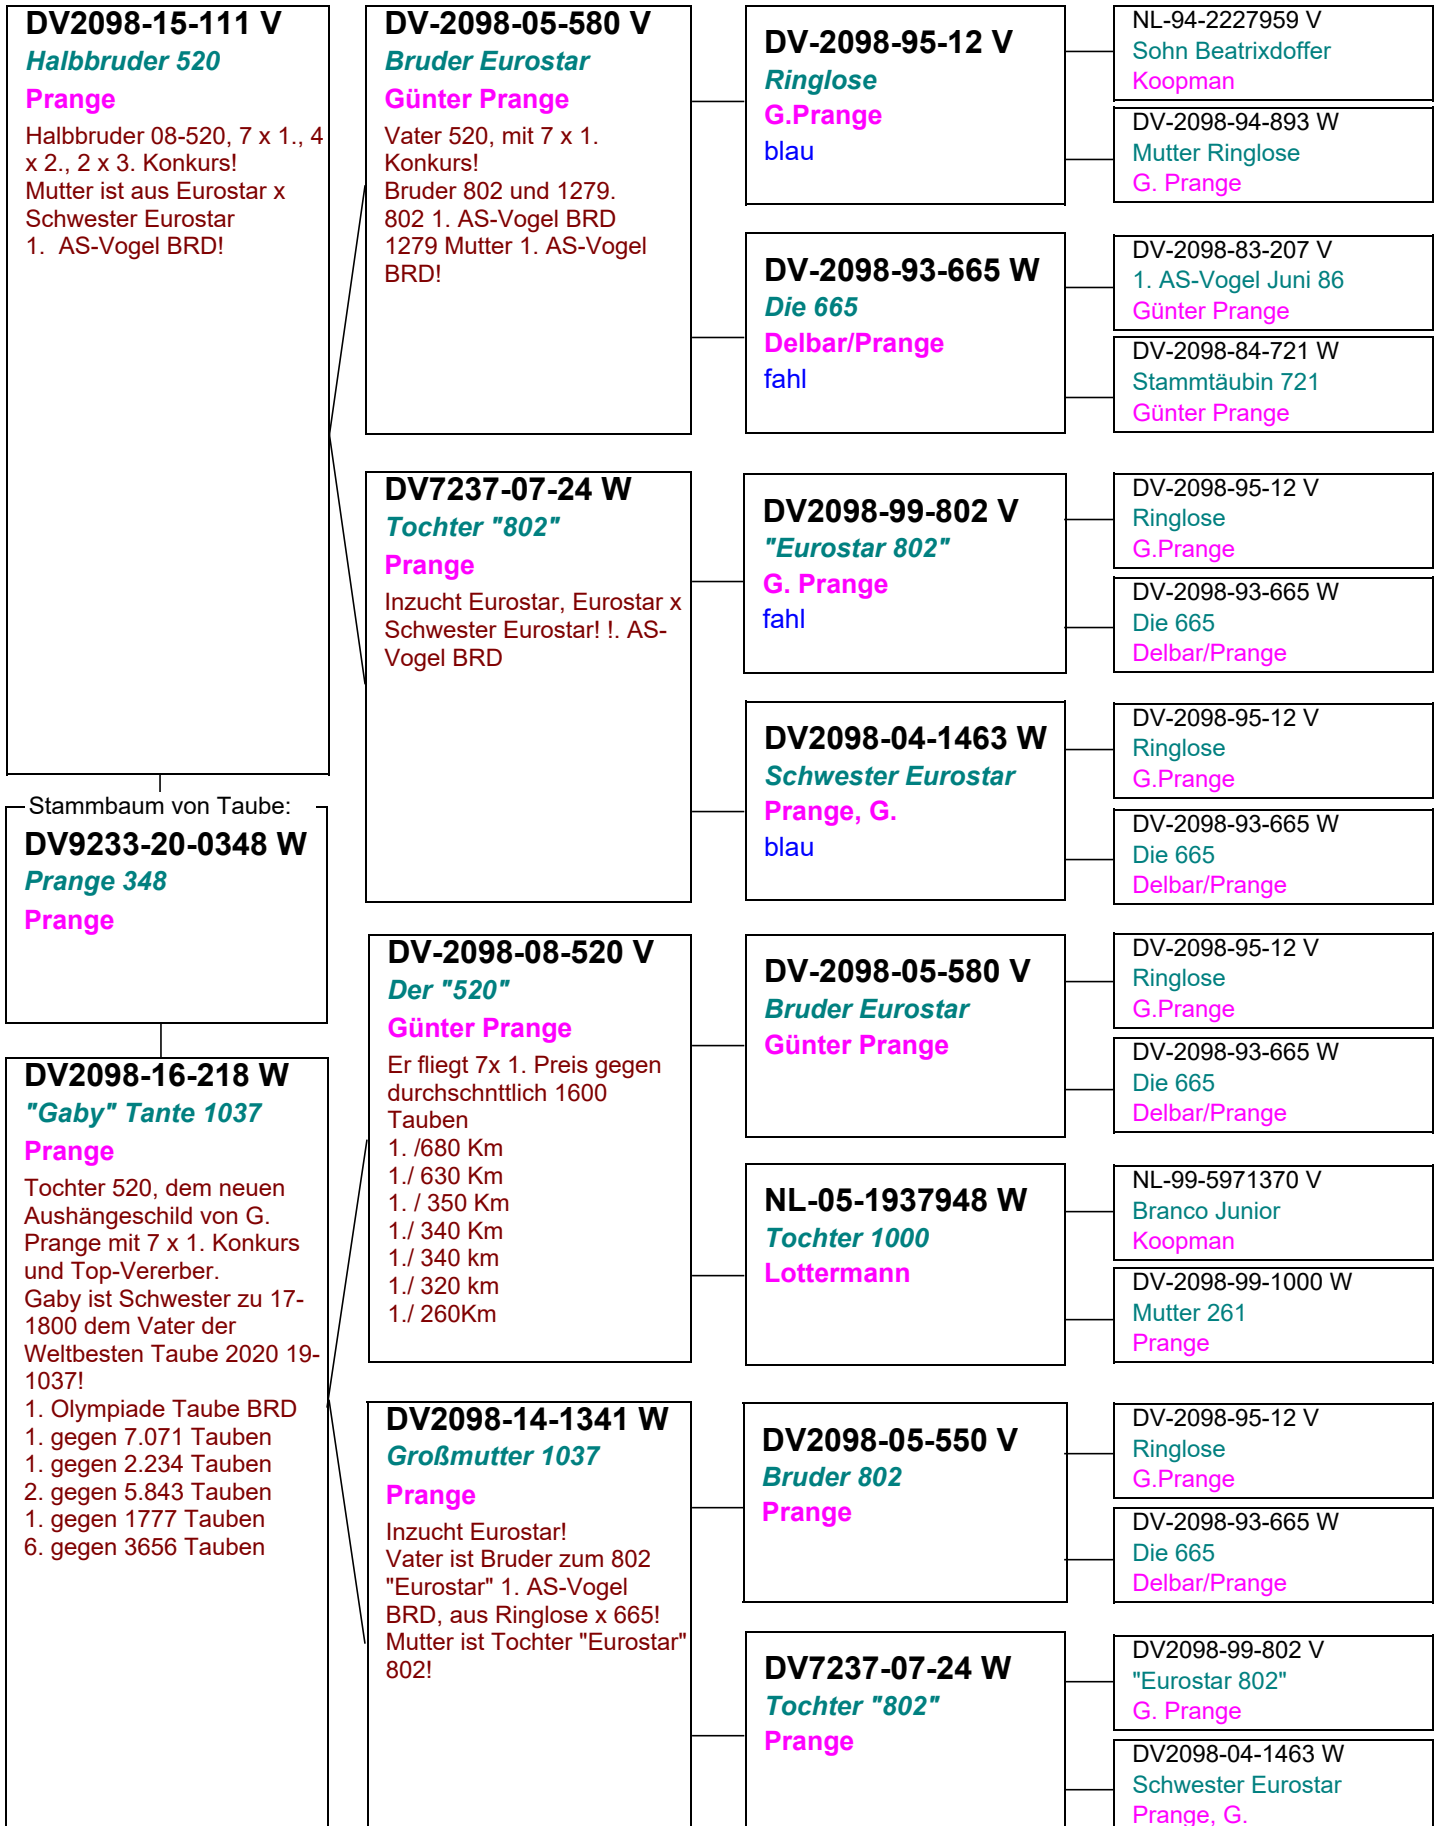 DV2098-15-111 V
Halbbruder 520
Prange
Halbbruder 08-520, 7 x 1., 4
x 2., 2 x 3. Konkurs!
Mutter ist aus Eurostar x
Schwester Eurostar
1. AS-Vogel BRD!
Stammbaum von Taube:
DV9233-20-0348 W
Prange 348
Prange
DV2098-16-218 W
"Gaby" Tante 1037
Prange
Tochter 520, dem neuen
Aushängeschild von G.
Prange mit 7 x 1. Konkurs
und Top-Vererber.
Gaby ist Schwester zu 17-
1800 dem Vater der
Weltbesten Taube 2020 19-
1037!
1. Olympiade Taube BRD
1. gegen 7.071 Tauben
1. gegen 2.234 Tauben
2. gegen 5.843 Tauben
1. gegen 1777 Tauben
6. gegen 3656 Tauben
DV-2098-05-580 V
Bruder Eurostar
Günter Prange
Vater 520, mit 7 x 1.
Konkurs!
Bruder 802 und 1279.
802 1. AS-Vogel BRD
1279 Mutter 1. AS-Vogel
BRD!
DV7237-07-24 W
Tochter "802"
Prange
Inzucht Eurostar, Eurostar x
Schwester Eurostar! !. AS-
Vogel BRD
DV-2098-08-520 V
Der "520"
Günter Prange
Er fliegt 7x 1. Preis gegen
durchschnttlich 1600
Tauben
1. /680 Km
1./ 630 Km
1. / 350 Km
1./ 340 Km
1./ 340 km
1./ 320 km
1./ 260Km
DV2098-14-1341 W
Großmutter 1037
Prange
Inzucht Eurostar!
Vater ist Bruder zum 802
"Eurostar" 1. AS-Vogel
BRD, aus Ringlose x 665!
Mutter ist Tochter "Eurostar"
802!
DV-2098-95-12 V
Ringlose
G.Prange
blau
DV-2098-93-665 W
Die 665
Delbar/Prange
fahl
DV2098-99-802 V
"Eurostar 802"
G. Prange
fahl
DV2098-04-1463 W
Schwester Eurostar
Prange, G.
blau
DV-2098-05-580 V
Bruder Eurostar
Günter Prange
NL-05-1937948 W
Tochter 1000
Lottermann
DV2098-05-550 V
Bruder 802
Prange
DV7237-07-24 W
Tochter "802"
Prange
NL-94-2227959 V
Sohn Beatrixdoffer
Koopman
DV-2098-94-893 W
Mutter Ringlose
G. Prange
DV-2098-83-207 V
1. AS-Vogel Juni 86
Günter Prange
DV-2098-84-721 W
Stammtäubin 721
Günter Prange
DV-2098-95-12 V
Ringlose
G.Prange
DV-2098-93-665 W
Die 665
Delbar/Prange
DV-2098-95-12 V
Ringlose
G.Prange
DV-2098-93-665 W
Die 665
Delbar/Prange
DV-2098-95-12 V
Ringlose
G.Prange
DV-2098-93-665 W
Die 665
Delbar/Prange
NL-99-5971370 V
Branco Junior
Koopman
DV-2098-99-1000 W
Mutter 261
Prange
DV-2098-95-12 V
Ringlose
G.Prange
DV-2098-93-665 W
Die 665
Delbar/Prange
DV2098-99-802 V
"Eurostar 802"
G. Prange
DV2098-04-1463 W
Schwester Eurostar
Prange, G.